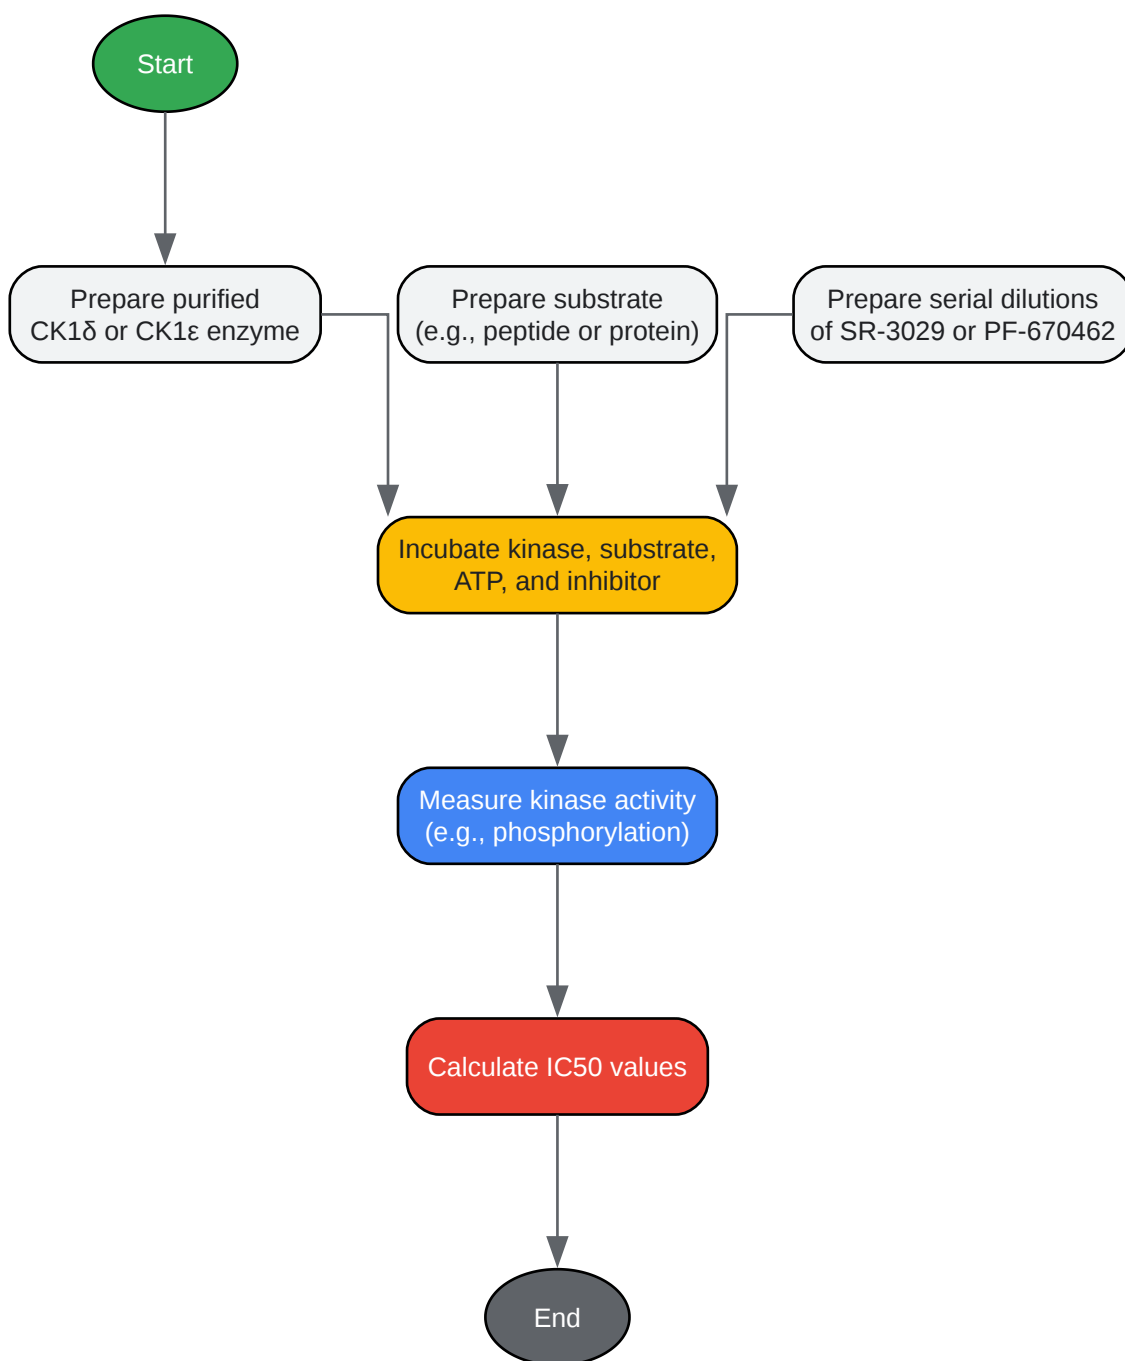 Start
Prepare purified
CK1δ or CK1ε enzyme
Prepare substrate
(e.g., peptide or protein)
Prepare serial dilutions
of SR-3029 or PF-670462
Incubate kinase, substrate,
ATP, and inhibitor
Measure kinase activity
(e.g., phosphorylation)
Calculate IC50 values
End